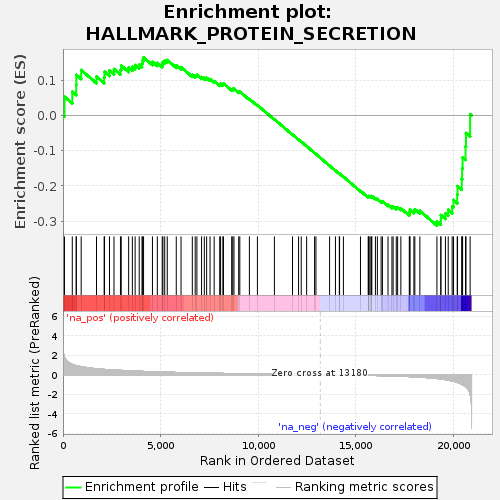 Enrichment plot:
HALLMARK_PROTEIN_SECRETION
Enrichment score (ES)
0.1
0.0
-0.1
-0.2
-0.3
'na_pos' (positively correlated)
Ranked list metric (PreRanked)
6
4
2
0
-2
-4
-6
Zero cross at 13180
'na_neg' (negatively correlated)
0
5,000
10,000
15,000
20,000
Rank in Ordered Dataset
Enrichment profile
Hits
Ranking metric scores